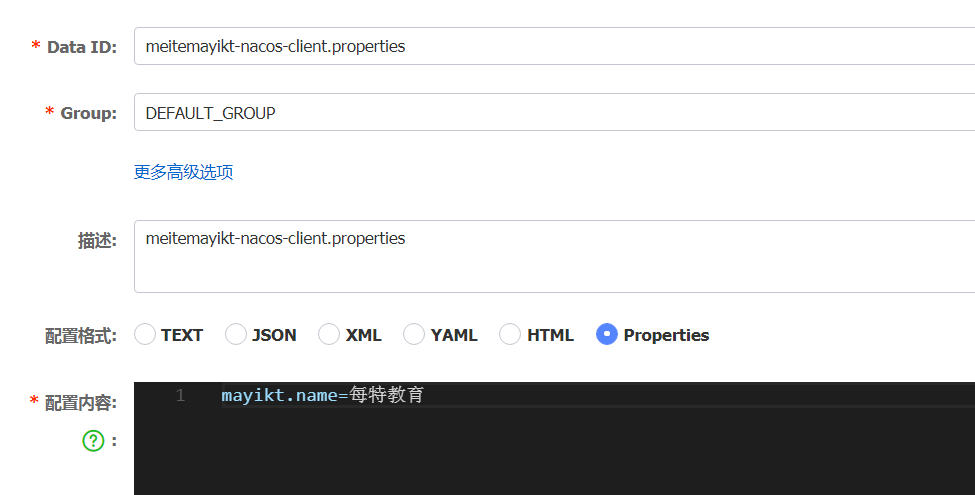 * Data ID: meitemayikt-nacos-client.properties
* Group: DEFAULT_GROUP
更多高级选项
描述: meitemayikt-nacos-client.properties
配置格式: TEXT JSON XML YAML HTML Properties
* 配置内容: 1 mayikt.name=每特教育
? :